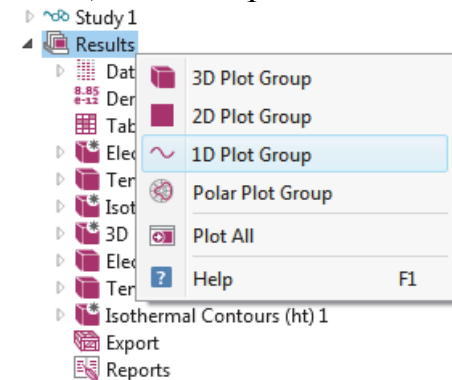 Study 1
Results
Dat
3D Plot Group
8.85
e-12
Der
2D Plot Group
Tab
Elec
1D Plot Group
Ter
Isot
Polar Plot Group
3D
Plot All
Elec
Ter
Help F1
Isothermal Contours (ht) 1
Export
Reports